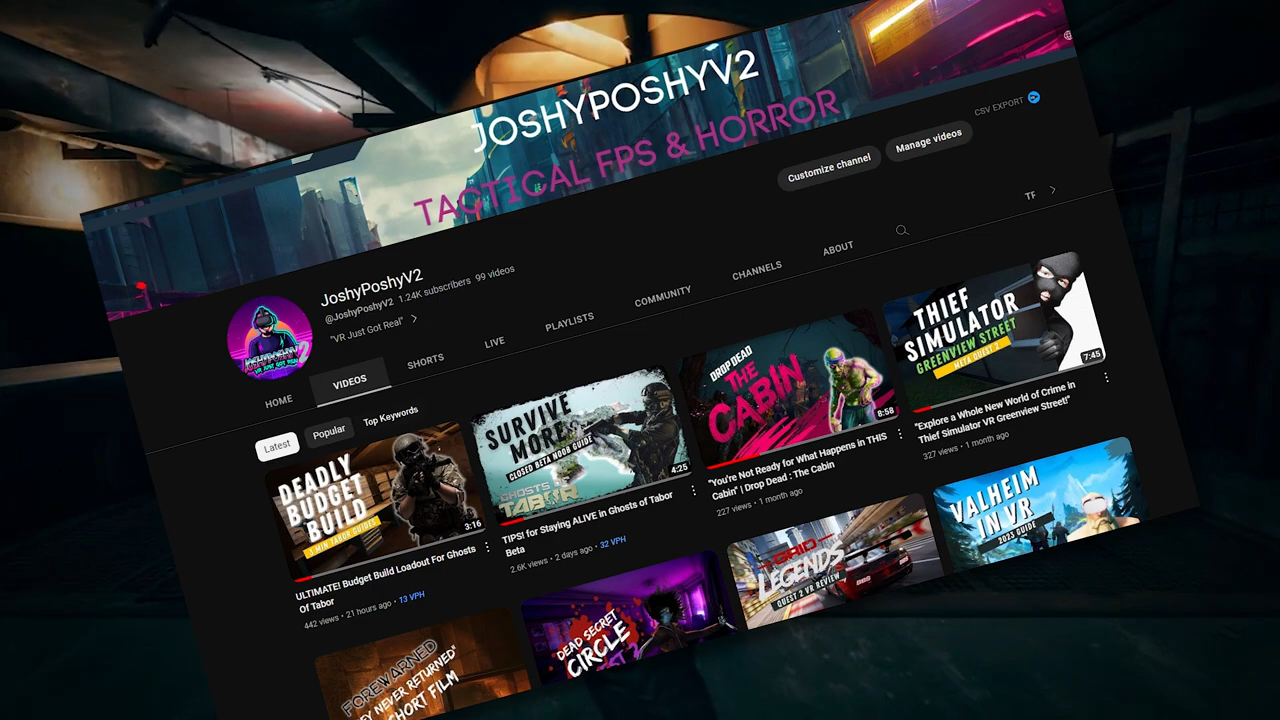 JOSHYPOSHYV2
TACTICAL FPS & HORROR
CSV EXPORT
Customize channel
Manage videos
JoshyPoshyV2
@JoshyPoshyV2 1.24K subscribers 99 videos
"VR Just Got Real"
HOME
VIDEOS
SHORTS
LIVE
PLAYLISTS
COMMUNITY
CHANNELS
ABOUT
Latest
Popular
Top Keywords
DEADLY
BUDGET
BUILD
3 MIN TABOR GUIDES
3:16
ULTIMATE! Budget Build Loadout For Ghosts
Of Tabor
442 views • 21 hours ago • 13 VPH
SURVIVE
MORE
CLOSED BETA NOOB GUIDE
GHOSTS
TABOR
4:25
TIPS! for Staying ALIVE in Ghosts of Tabor
Beta
2.6K views • 2 days ago • 32 VPH
DROP DEAD
THE
CABIN
8:58
"You're Not Ready for What Happens in THIS
Cabin" | Drop Dead : The Cabin
227 views • 1 month ago
THIEF
SIMULATOR
GREENVIEW STREET
META QUEST 2
7:45
"Explore a Whole New World of Crime in
Thief Simulator VR Greenview Street!"
327 views • 1 month ago
FOREWARNED
NEVER RETURNED"
SHORT FILM
DEAD SECRET
CIRCLE
GRID
LEGENDS
QUEST 2 VR REVIEW
VALHEIM
IN VR
2023 GUIDE